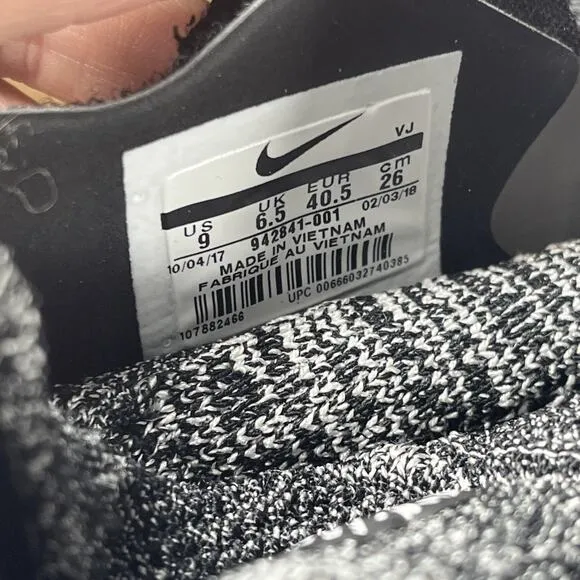 VJ
US UK EUR cm
9 6.5 40.5 26
942841-001
10/04/17 02/03/18
MADE IN VIETNAM
FABRIQUE AU VIETNAM
UPC 00666032740385
107882466